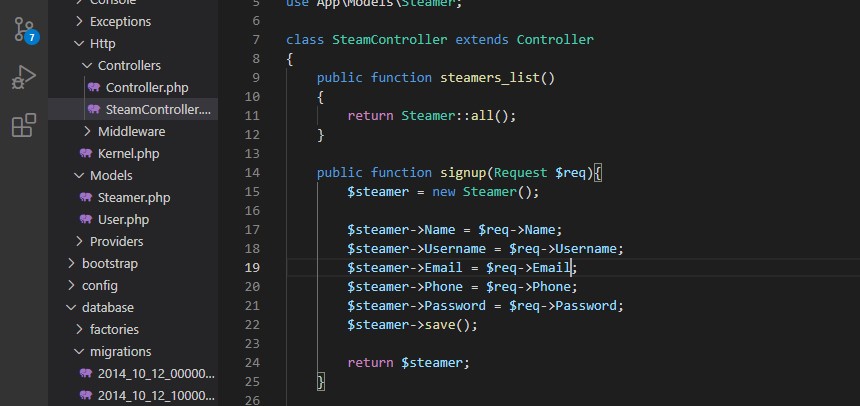 Console
Exceptions
Http
Controllers
Controller.php
SteamController....
Middleware
Kernel.php
Models
Steamer.php
User.php
Providers
bootstrap
config
database
factories
migrations
2014_10_12_00000...
2014_10_12_10000...
7
5 use App\Models\Steamer;
6
7 class SteamController extends Controller
8 {
9 public function steamers_list()
10 {
11 return Steamer::all();
12 }
13
14 public function signup(Request $req){
15 $steamer = new Steamer();
16
17 $steamer->Name = $req->Name;
18 $steamer->Username = $req->Username;
19 $steamer->Email = $req->Email;
20 $steamer->Phone = $req->Phone;
21 $steamer->Password = $req->Password;
22 $steamer->save();
23
24 return $steamer;
25 }
26